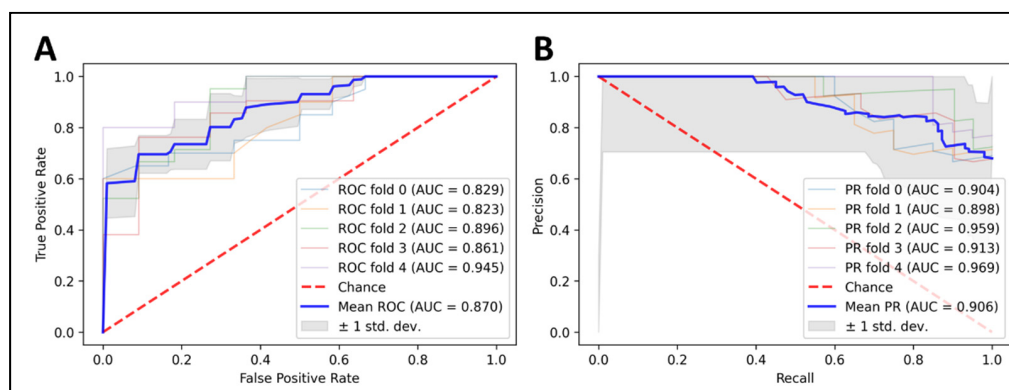 A
True Positive Rate
1.0
0.8
0.6
0.4
0.2
0.0
ROC fold 0 (AUC = 0.829)
ROC fold 1 (AUC = 0.823)
ROC fold 2 (AUC = 0.896)
ROC fold 3 (AUC = 0.861)
ROC fold 4 (AUC = 0.945)
Chance
Mean ROC (AUC = 0.870)
± 1 std. dev.
0.0 0.2 0.4 0.6 0.8 1.0
False Positive Rate
B
Precision
1.0
0.8
0.6
0.4
0.2
0.0
PR fold 0 (AUC = 0.904)
PR fold 1 (AUC = 0.898)
PR fold 2 (AUC = 0.959)
PR fold 3 (AUC = 0.913)
PR fold 4 (AUC = 0.969)
Chance
Mean PR (AUC = 0.906)
± 1 std. dev.
0.0 0.2 0.4 0.6 0.8 1.0
Recall